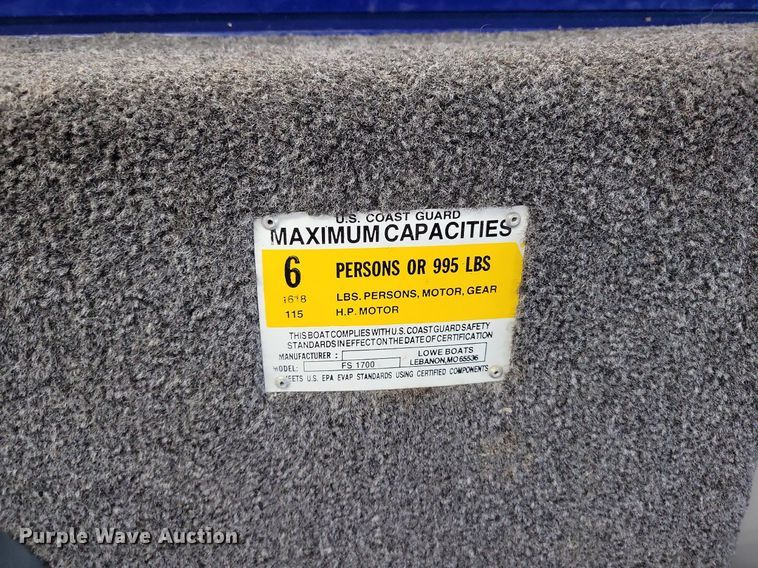 U.S. COAST GUARD
MAXIMUM CAPACITIES
6 PERSONS OR 995 LBS
LBS. PERSONS, MOTOR, GEAR
115 H.P. MOTOR
THIS BOAT COMPLIES WITH U.S. COAST GUARD SAFETY
STANDARDS IN EFFECT ON THE DATE OF CERTIFICATION
MANUFACTURER : LOWE BOATS
LEBANON, MO 65536
MODEL: FS 1700
MEETS U.S. EPA EVAP STANDARDS USING CERTIFIED COMPONENTS
Purple Wave Auction